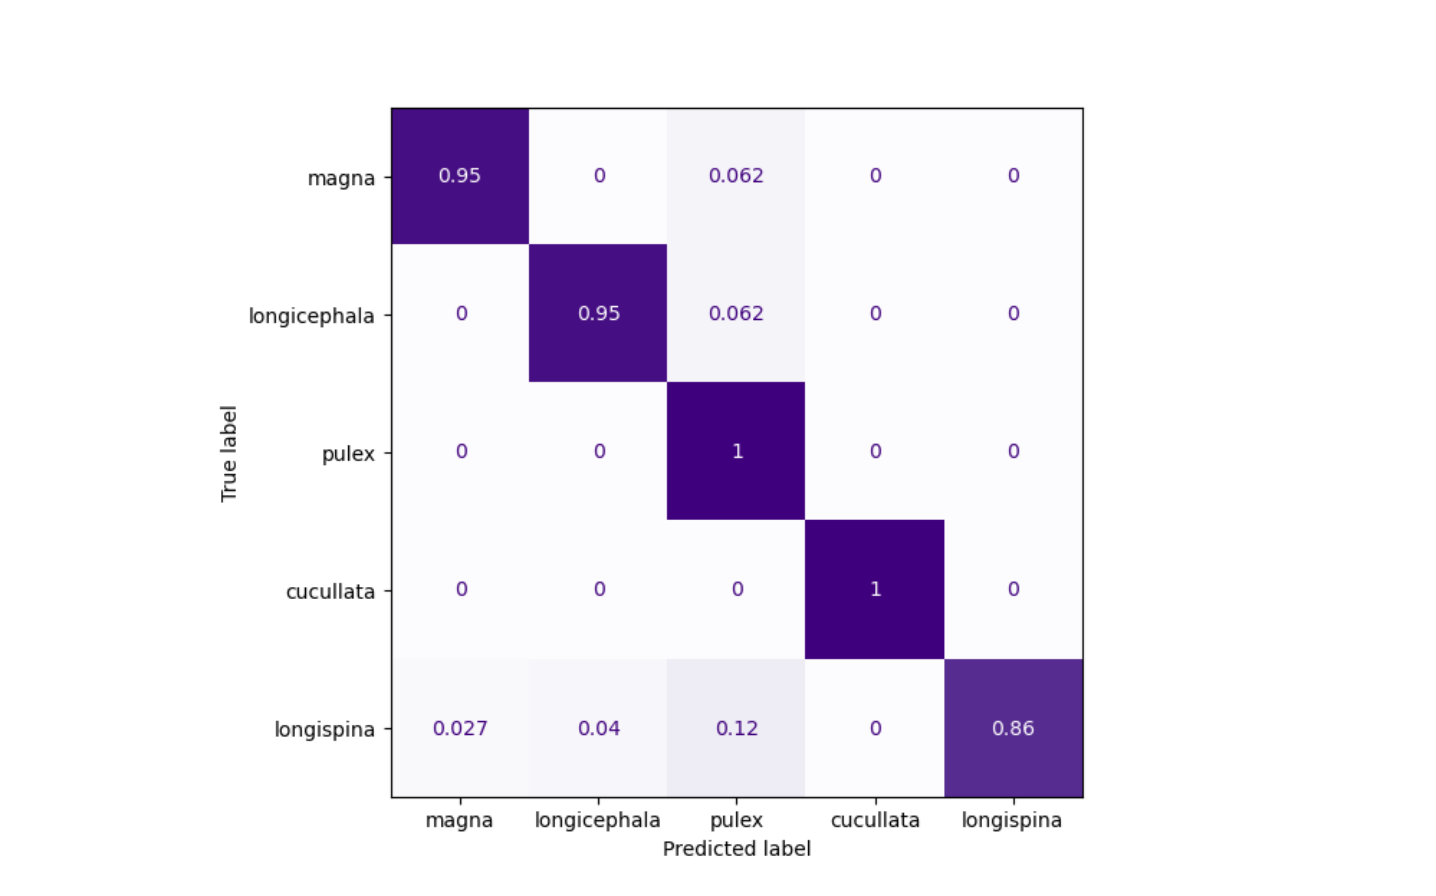 magna 0.95 0 0.062 0 0
longicephala 0 0.95 0.062 0 0
True label
pulex 0 0 1 0 0
cucullata 0 0 0 1 0
longispina 0.027 0.04 0.12 0 0.86
magna longicephala pulex cucullata longispina
Predicted label